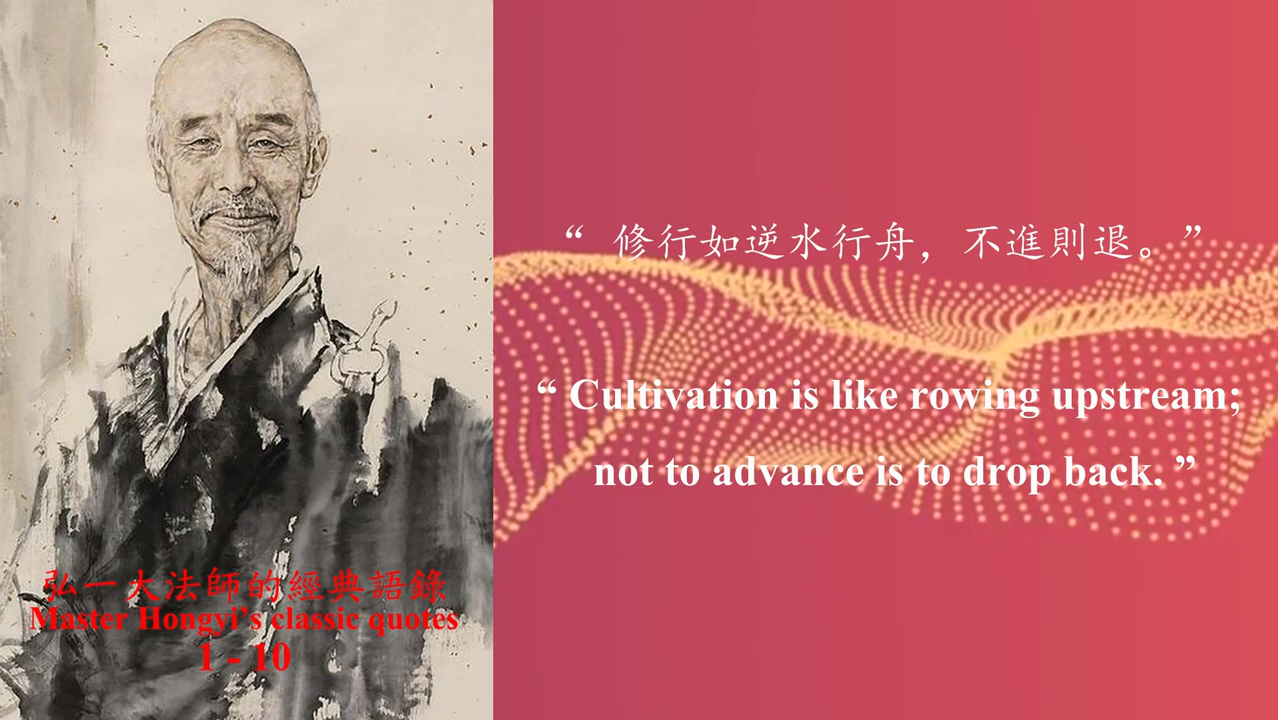 弘一大法師的經典語錄
Master Hongyi’s classic quotes
1 - 10
“ 修行如逆水行舟，不進則退。”
“ Cultivation is like rowing upstream;
not to advance is to drop back. ”